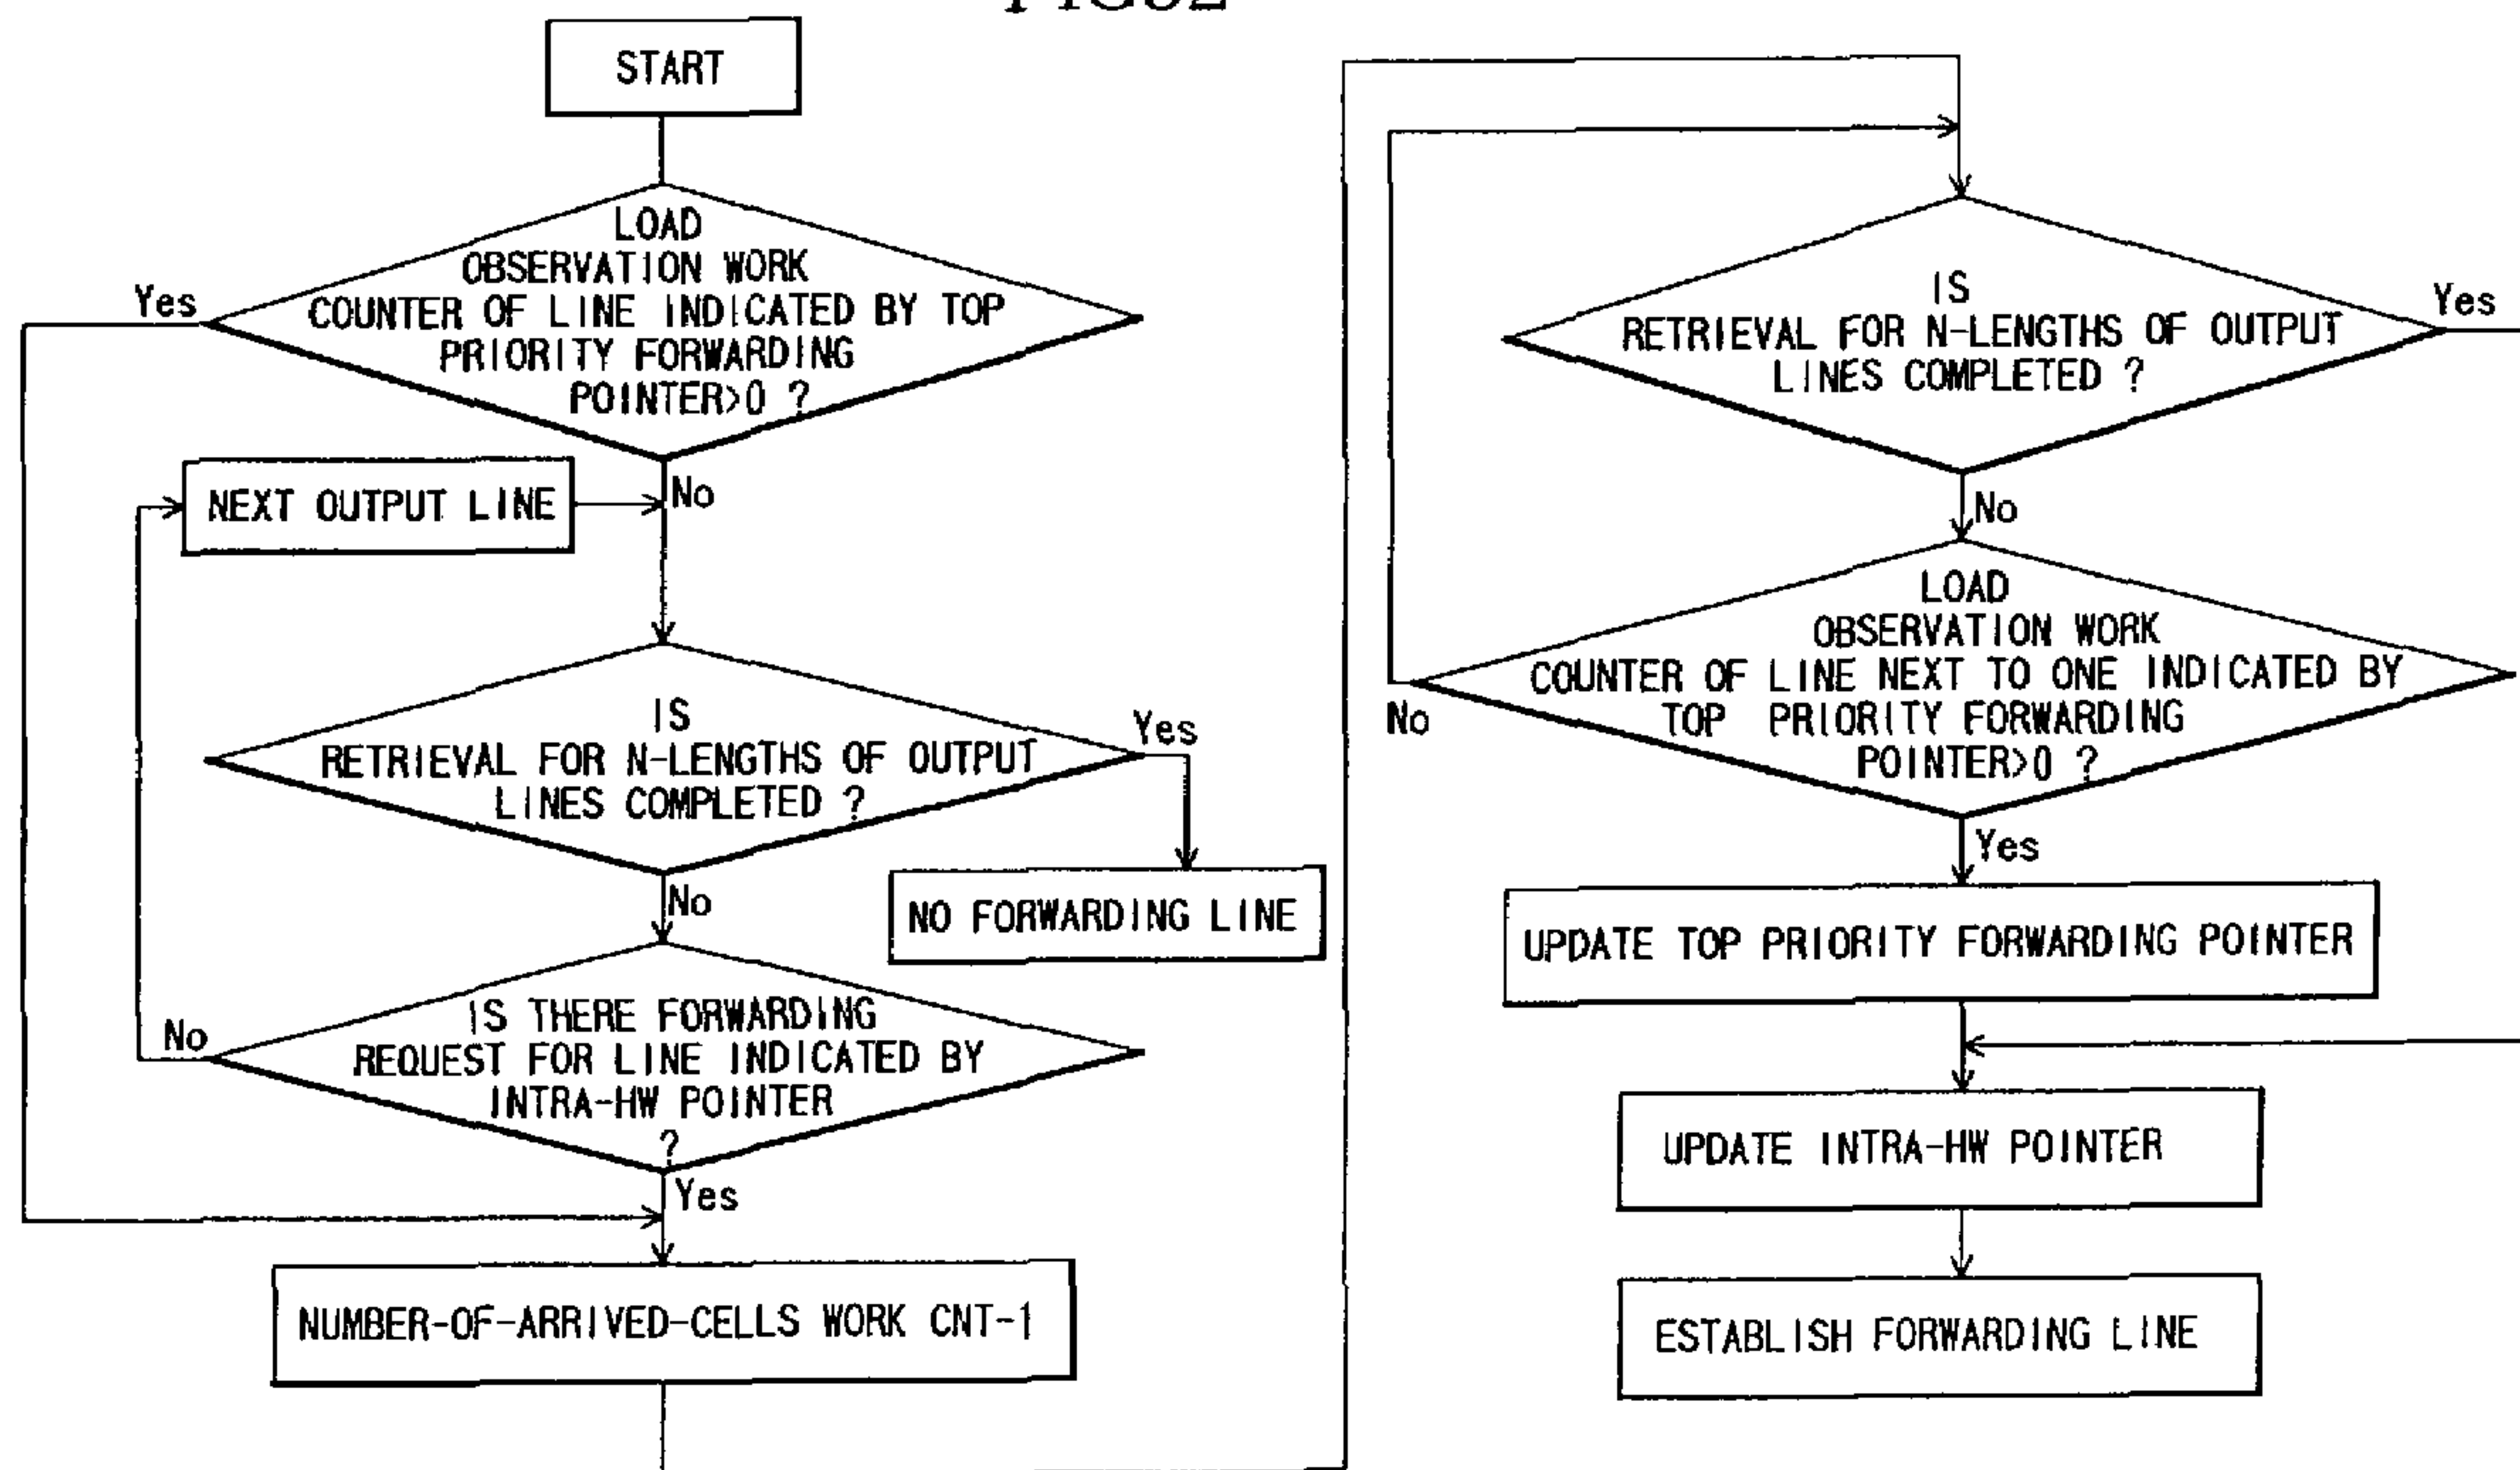 START
LOAD
OBSERVATION WORK
COUNTER OF LINE INDICATED BY TOP
PRIORITY FORWARDING
POINTER>0 ?
Yes
No
NEXT OUTPUT LINE
IS
RETRIEVAL FOR N-LENGTHS OF OUTPUT
LINES COMPLETED ?
Yes
No
NO FORWARDING LINE
IS THERE FORWARDING
REQUEST FOR LINE INDICATED BY
INTRA-HW POINTER
?
No
Yes
NUMBER-OF-ARRIVED-CELLS WORK CNT-1
IS
RETRIEVAL FOR N-LENGTHS OF OUTPUT
LINES COMPLETED ?
Yes
No
LOAD
OBSERVATION WORK
COUNTER OF LINE NEXT TO ONE INDICATED BY
TOP PRIORITY FORWARDING
POINTER>0 ?
No
Yes
UPDATE TOP PRIORITY FORWARDING POINTER
UPDATE INTRA-HW POINTER
ESTABLISH FORWARDING LINE